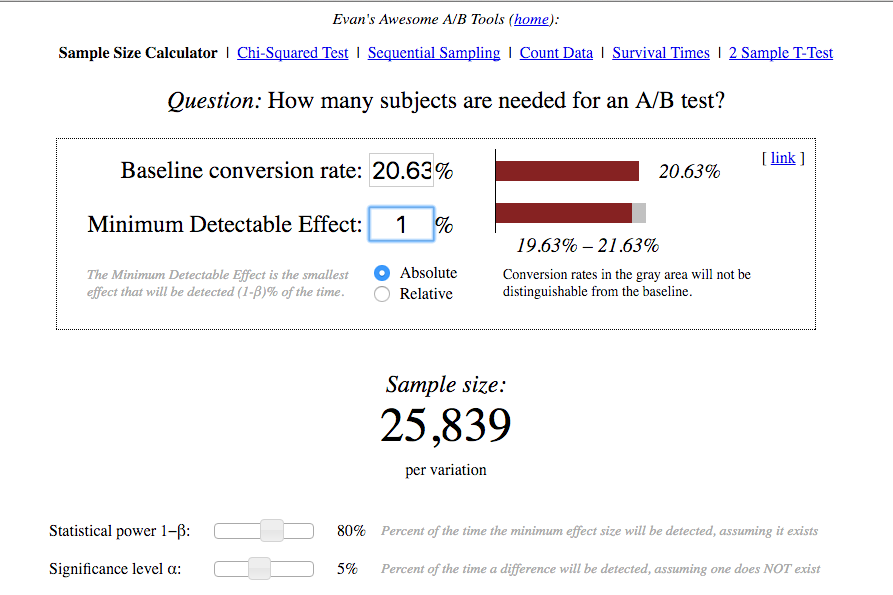 Evan's Awesome A/B Tools (home):
Sample Size Calculator | Chi-Squared Test | Sequential Sampling | Count Data | Survival Times | 2 Sample T-Test
Question: How many subjects are needed for an A/B test?
Baseline conversion rate: 20.63%
20.63%
[ link ]
Minimum Detectable Effect: 1 %
19.63% – 21.63%
The Minimum Detectable Effect is the smallest
effect that will be detected (1-β)% of the time.
Absolute
Relative
Conversion rates in the gray area will not be
distinguishable from the baseline.
Sample size:
25,839
per variation
Statistical power 1−β: 80% Percent of the time the minimum effect size will be detected, assuming it exists
Significance level α: 5% Percent of the time a difference will be detected, assuming one does NOT exist